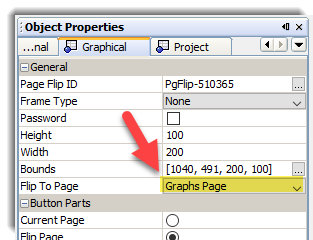 Object Properties
...nal Graphical Project
General
Page Flip ID PgFlip-510365 ...
Frame Type None
Password
Height 100
Width 200
Bounds [1040, 491, 200, 100] ...
Flip To Page Graphs Page
Button Parts
Current Page
Flip Page